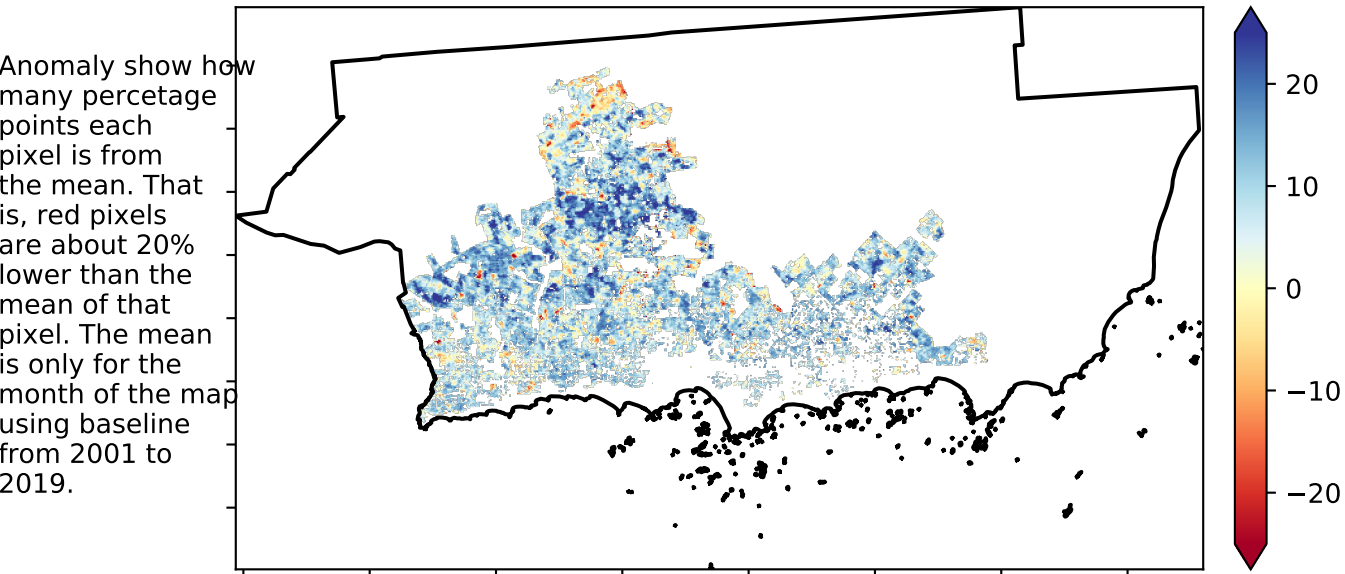 Anomaly show how
many percetage
points each
pixel is from
the mean. That
is, red pixels
are about 20%
lower than the
mean of that
pixel. The mean
is only for the
month of the map
using baseline
from 2001 to
2019.
20
10
0
−10
−20